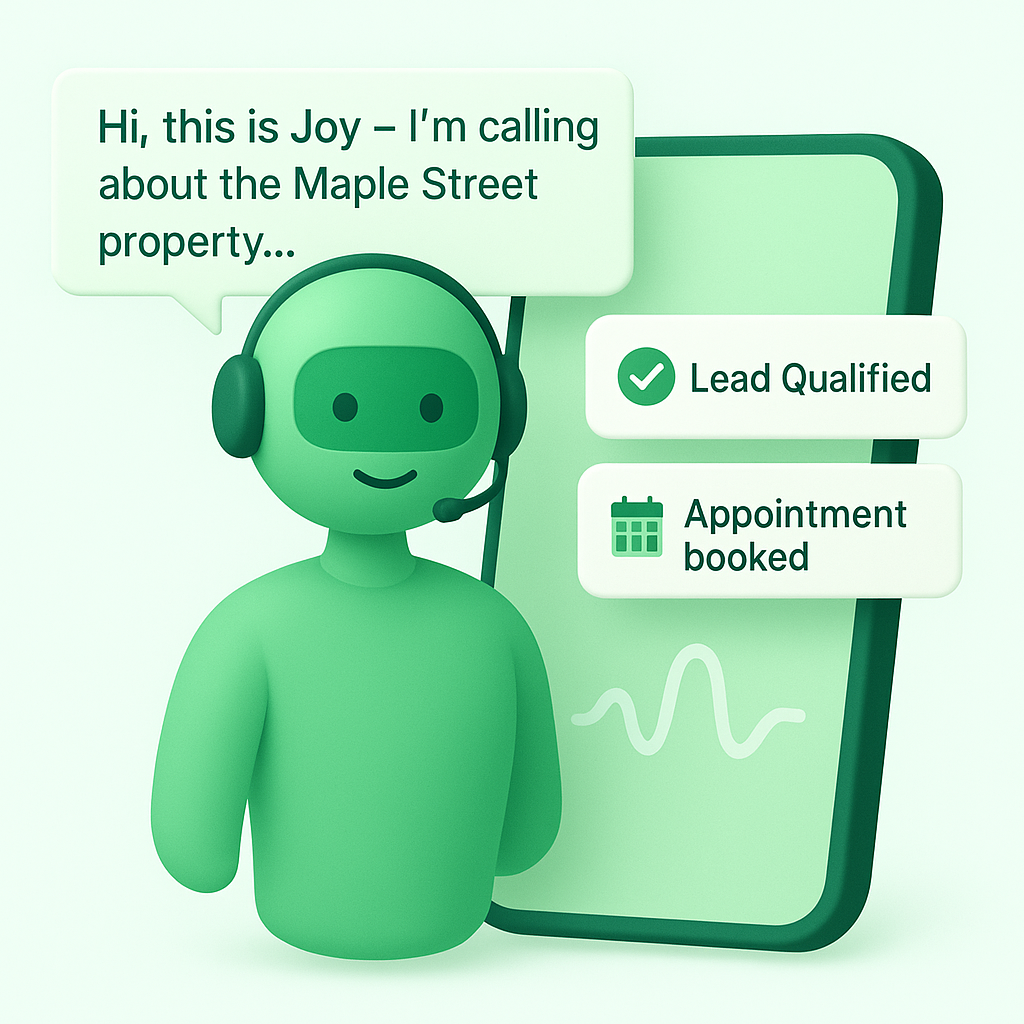 Hi, this is Joy – I’m calling
about the Maple Street
property...
Lead Qualified
Appointment
booked